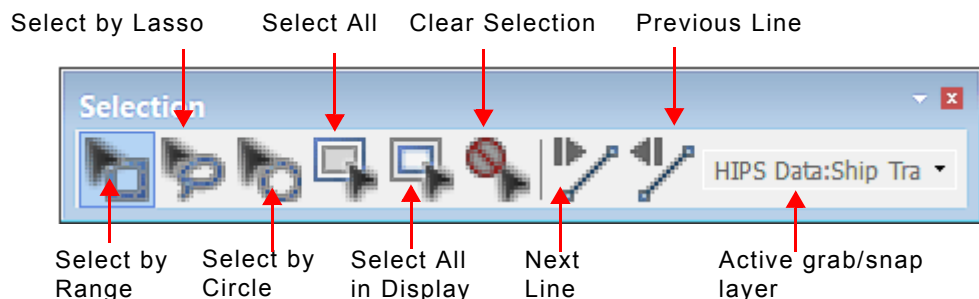 Select by Lasso
Select All
Clear Selection
Previous Line
Selection
HIPS Data:Ship Tra
Select by
Range
Select by
Circle
Select All
in Display
Next
Line
Active grab/snap
layer